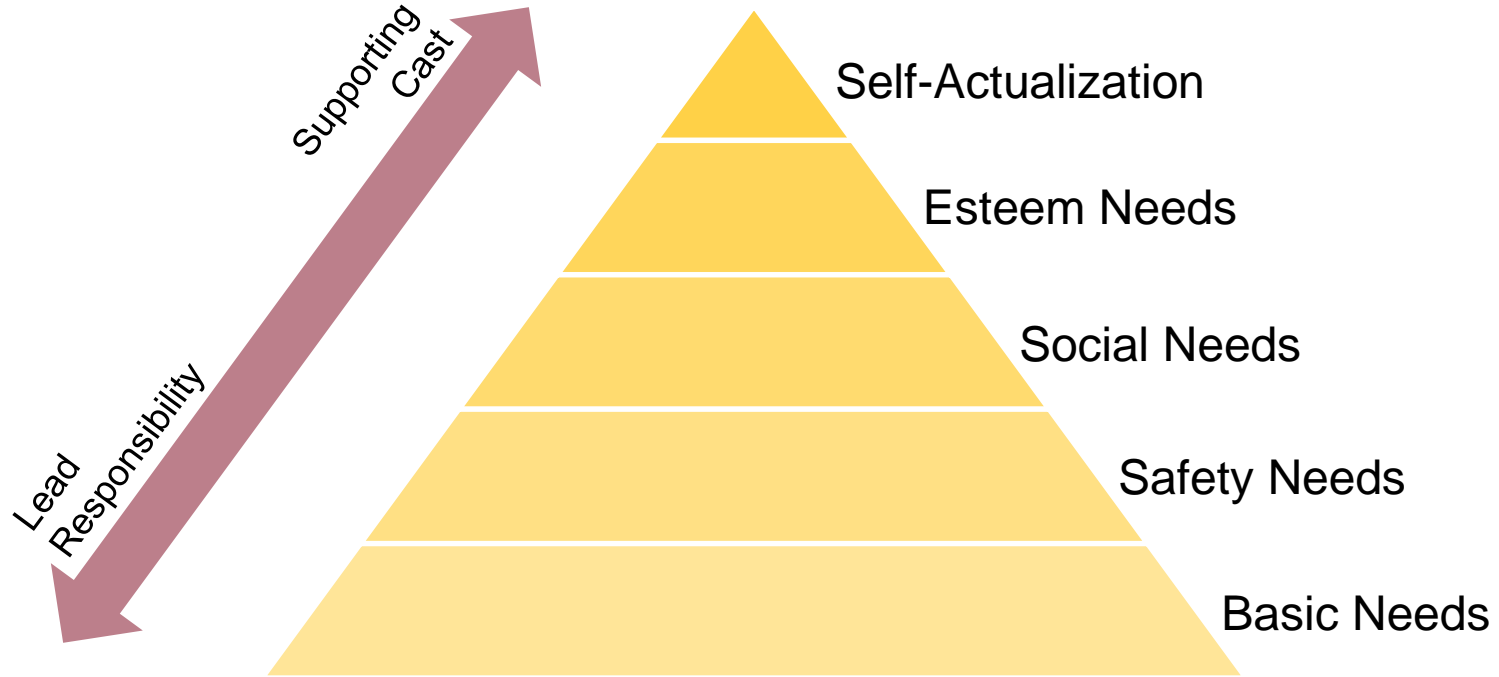 Supporting
Cast
Lead
Responsibility
Self-Actualization
Esteem Needs
Social Needs
Safety Needs
Basic Needs